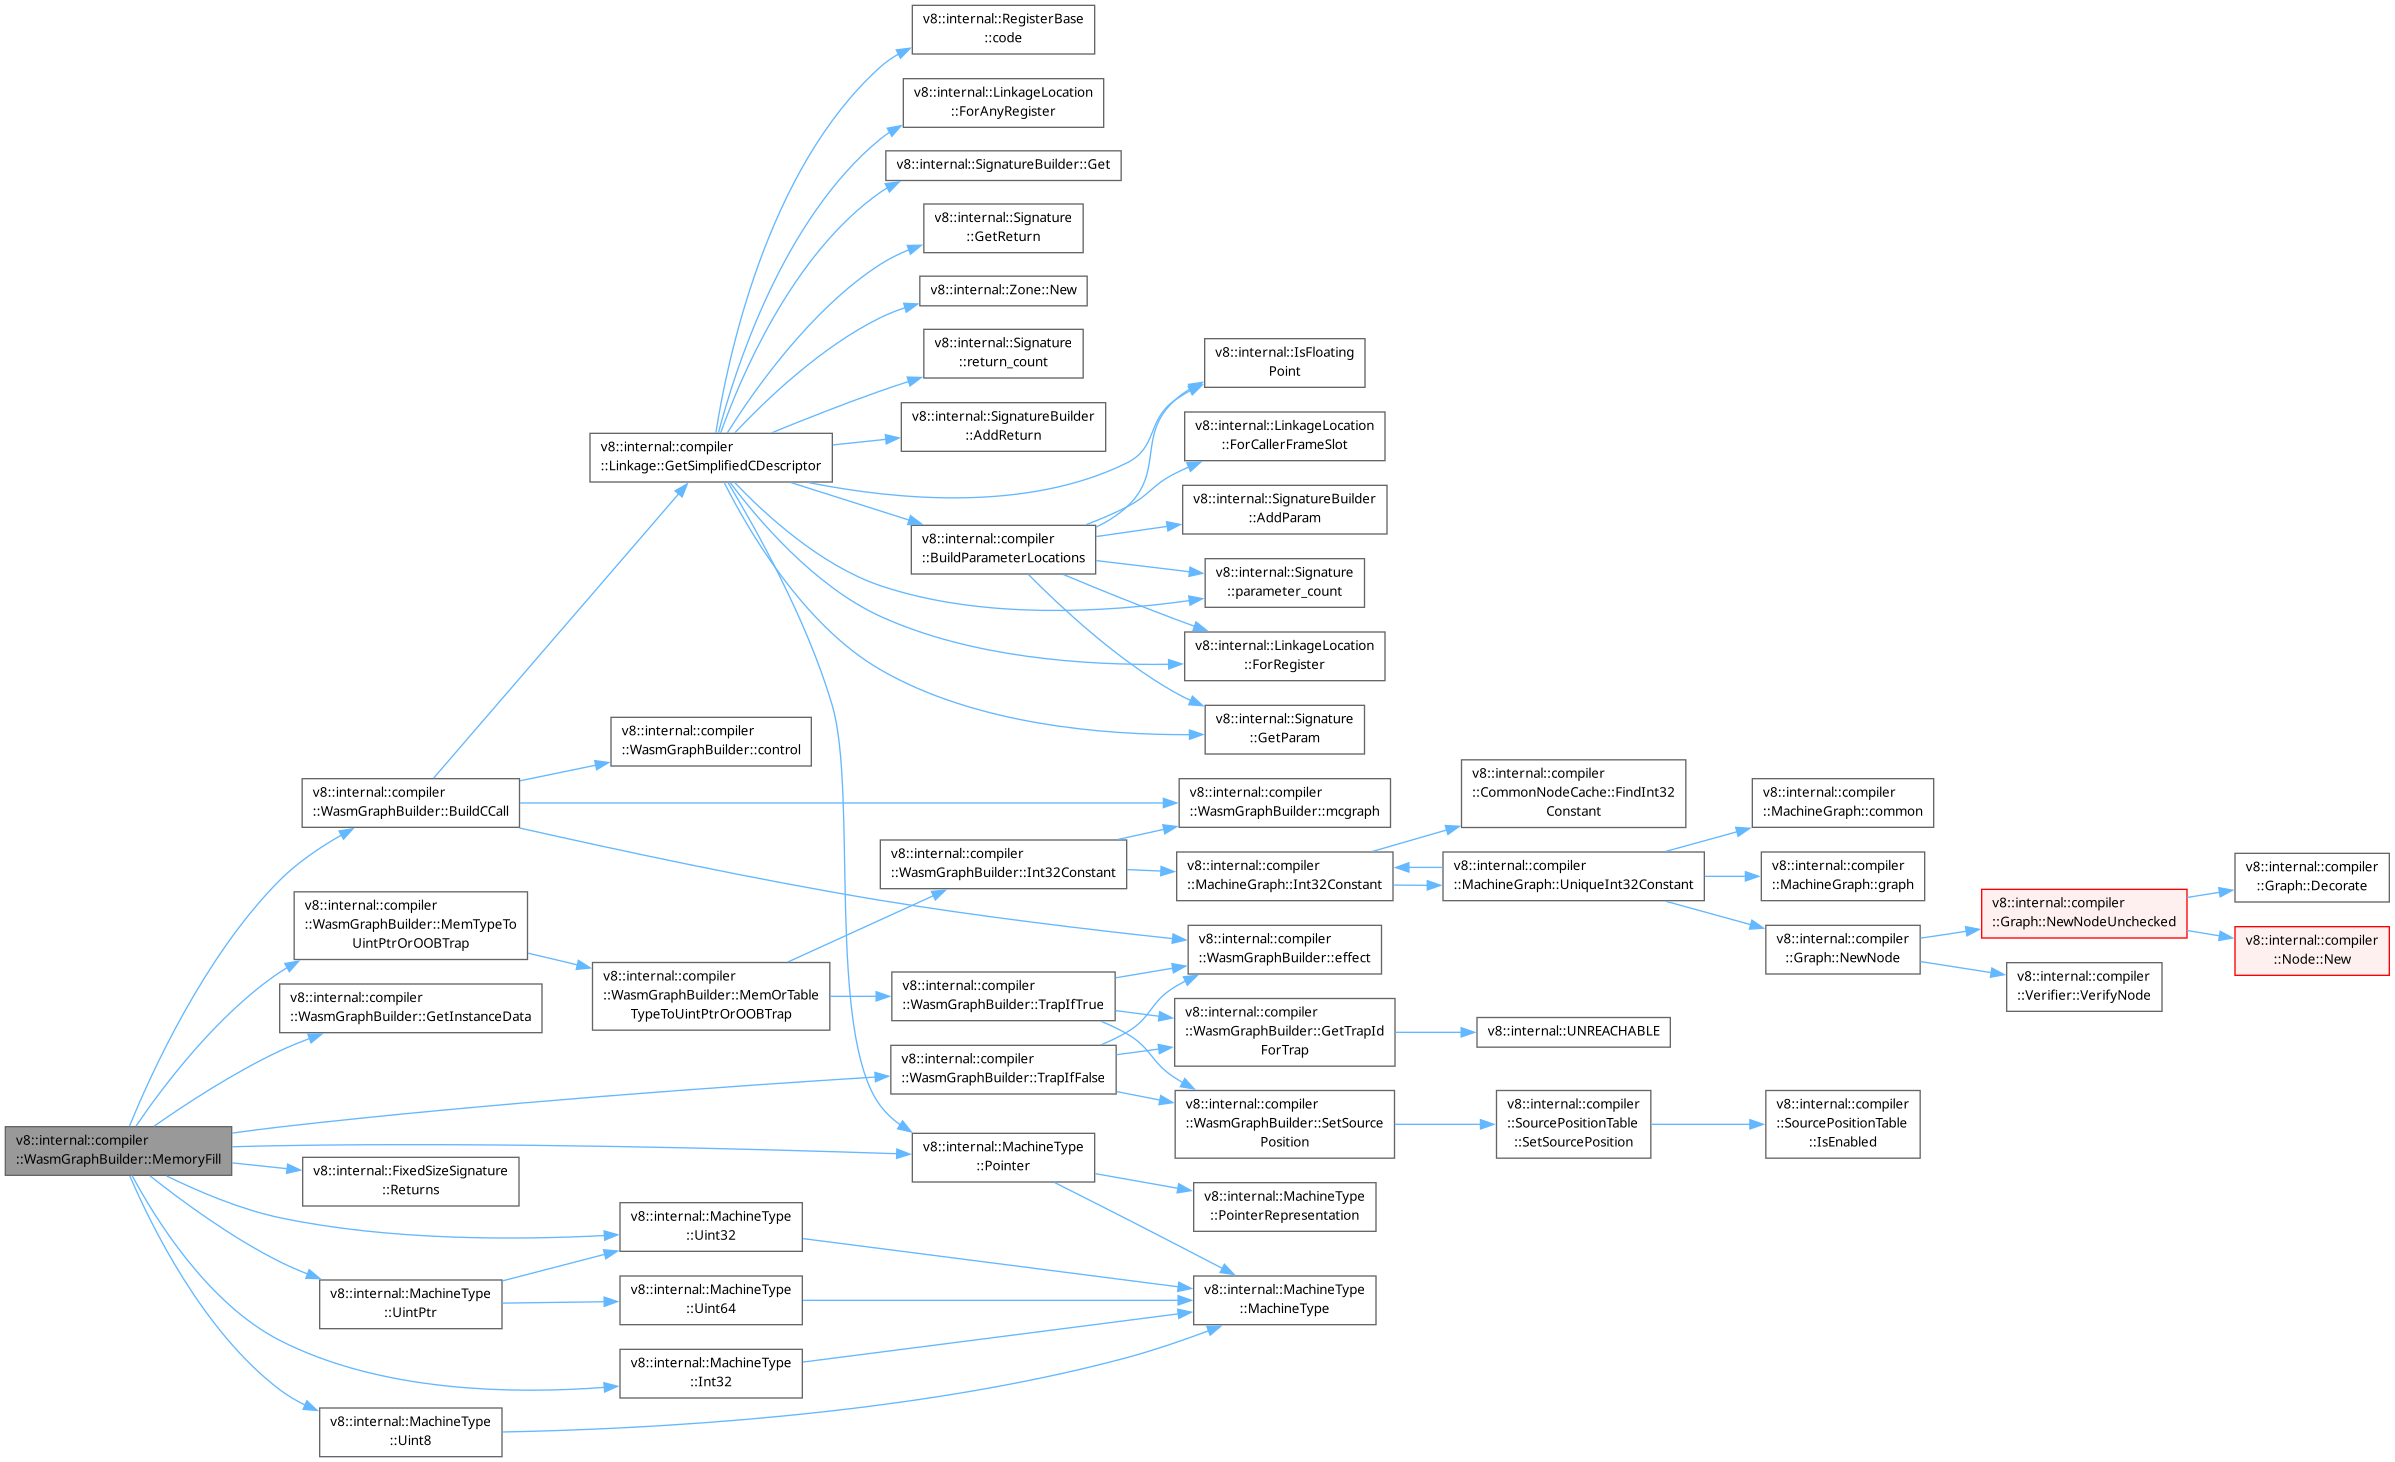 v8::internal::compiler
::WasmGraphBuilder::MemoryFill
v8::internal::compiler
::WasmGraphBuilder::BuildCCall
v8::internal::compiler
::WasmGraphBuilder::MemTypeTo
UintPtrOrOOBTrap
v8::internal::compiler
::WasmGraphBuilder::GetInstanceData
v8::internal::FixedSizeSignature
::Returns
v8::internal::MachineType
::UintPtr
v8::internal::MachineType
::Uint8
v8::internal::compiler
::Linkage::GetSimplifiedCDescriptor
v8::internal::compiler
::WasmGraphBuilder::control
v8::internal::compiler
::WasmGraphBuilder::MemOrTable
TypeToUintPtrOrOOBTrap
v8::internal::MachineType
::Uint32
v8::internal::MachineType
::Uint64
v8::internal::MachineType
::Int32
v8::internal::RegisterBase
::code
v8::internal::LinkageLocation
::ForAnyRegister
v8::internal::SignatureBuilder::Get
v8::internal::Signature
::GetReturn
v8::internal::Zone::New
v8::internal::Signature
::return_count
v8::internal::SignatureBuilder
::AddReturn
v8::internal::compiler
::BuildParameterLocations
v8::internal::compiler
::WasmGraphBuilder::Int32Constant
v8::internal::compiler
::WasmGraphBuilder::TrapIfTrue
v8::internal::compiler
::WasmGraphBuilder::TrapIfFalse
v8::internal::MachineType
::Pointer
v8::internal::IsFloating
Point
v8::internal::LinkageLocation
::ForCallerFrameSlot
v8::internal::SignatureBuilder
::AddParam
v8::internal::Signature
::parameter_count
v8::internal::LinkageLocation
::ForRegister
v8::internal::Signature
::GetParam
v8::internal::compiler
::WasmGraphBuilder::mcgraph
v8::internal::compiler
::MachineGraph::Int32Constant
v8::internal::compiler
::WasmGraphBuilder::effect
v8::internal::compiler
::WasmGraphBuilder::GetTrapId
ForTrap
v8::internal::compiler
::WasmGraphBuilder::SetSource
Position
v8::internal::MachineType
::PointerRepresentation
v8::internal::MachineType
::MachineType
v8::internal::compiler
::CommonNodeCache::FindInt32
Constant
v8::internal::compiler
::MachineGraph::UniqueInt32Constant
v8::internal::UNREACHABLE
v8::internal::compiler
::SourcePositionTable
::SetSourcePosition
v8::internal::compiler
::MachineGraph::common
v8::internal::compiler
::MachineGraph::graph
v8::internal::compiler
::Graph::NewNode
v8::internal::compiler
::SourcePositionTable
::IsEnabled
v8::internal::compiler
::Graph::NewNodeUnchecked
v8::internal::compiler
::Verifier::VerifyNode
v8::internal::compiler
::Graph::Decorate
v8::internal::compiler
::Node::New